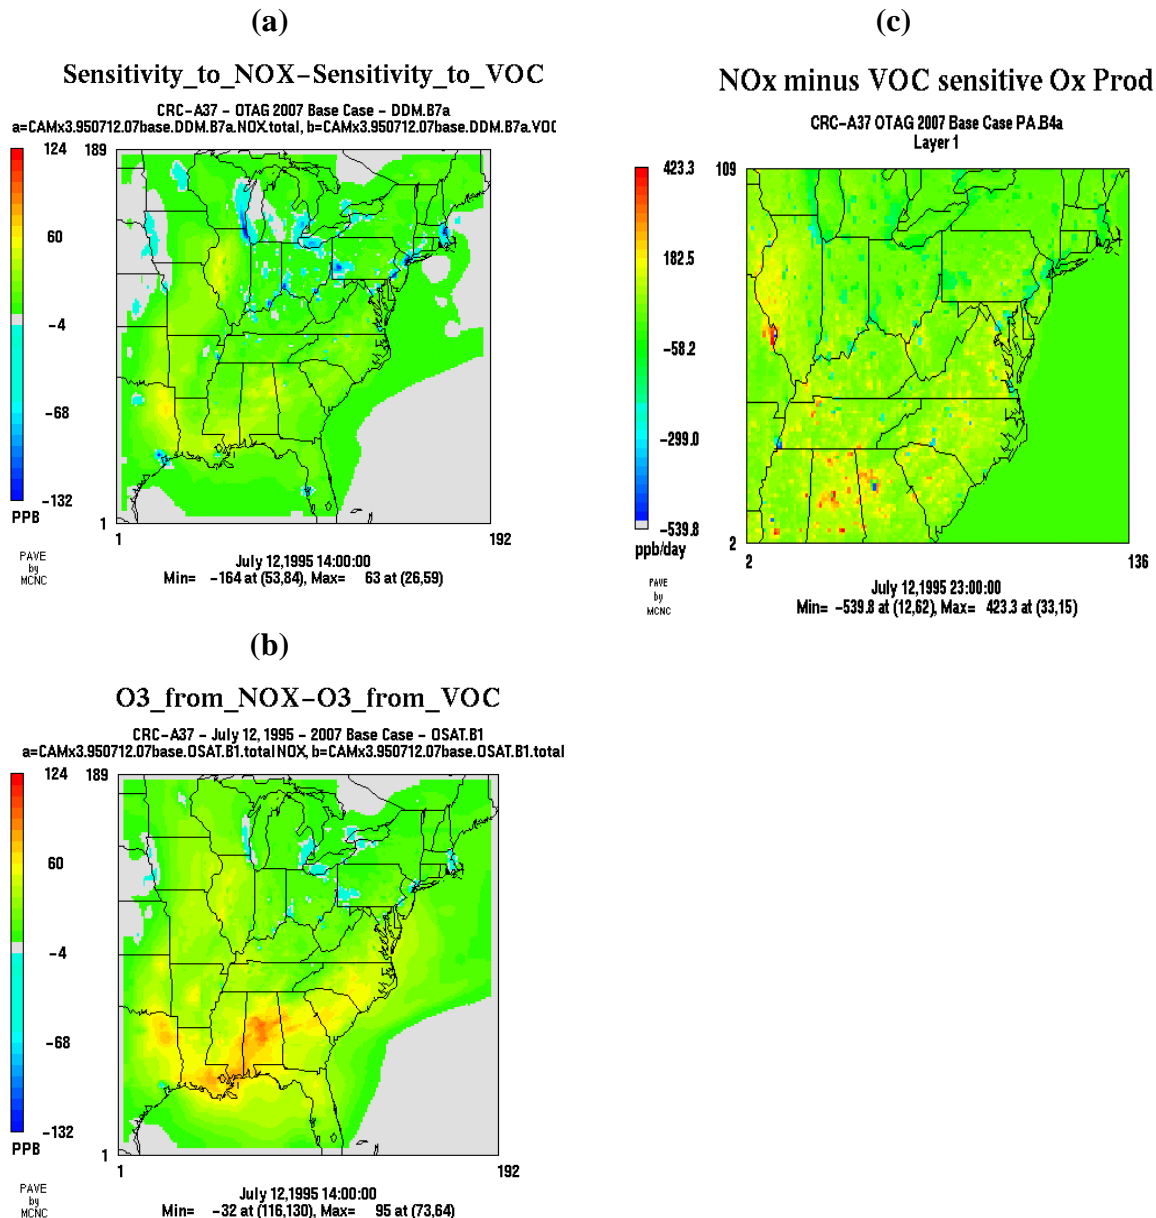 (a)
Sensitivity_to_NOX-Sensitivity_to_VOC
CRC-A37 - OTAG 2007 Base Case - DDM.B7a
a=CAMx3.950712.07base.DDM.B7a.NOX.total, b=CAMx3.950712.07base.DDM.B7a.VOC
124
60
-4
-68
-132
PPB
189
1
1
192
PAVE
by
MCNC
July 12,1995 14:00:00
Min= -164 at (53,84), Max= 63 at (26,59)
(c)
NOx minus VOC sensitive Ox Prod
CRC-A37 OTAG 2007 Base Case PA.B4a
Layer 1
423.3
182.5
-58.2
-299.0
-539.8
ppb/day
109
2
2
136
PAVE
by
MCNC
July 12,1995 23:00:00
Min= -539.8 at (12,62), Max= 423.3 at (33,15)
(b)
O3_from_NOX-O3_from_VOC
CRC-A37 - July 12, 1995 - 2007 Base Case - OSAT.B1
a=CAMx3.950712.07base.OSAT.B1.totalNOX, b=CAMx3.950712.07base.OSAT.B1.total
124
60
-4
-68
-132
PPB
189
1
1
192
PAVE
by
MCNC
July 12,1995 14:00:00
Min= -32 at (116,130), Max= 95 at (73,64)